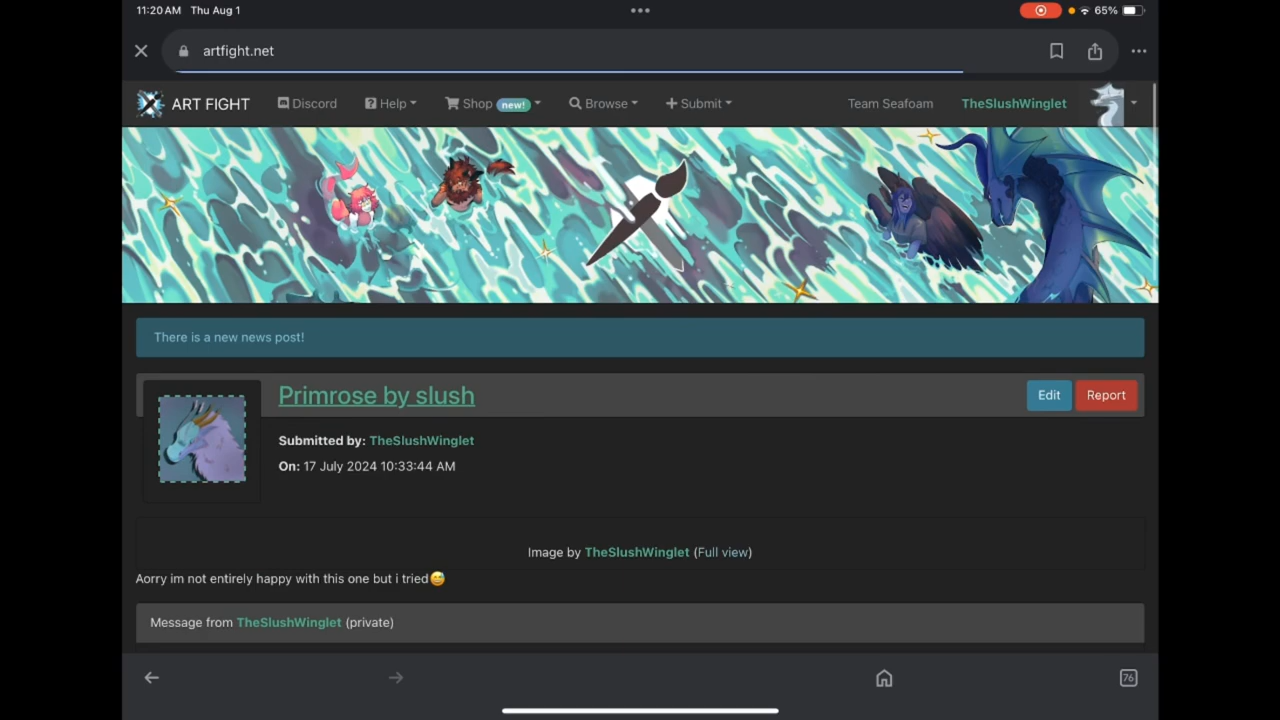 11:20 AM Thu Aug 1
65%
artfight.net
ART FIGHT Discord Help Shop new! Browse Submit Team Seafoam TheSlushWinglet
There is a new news post!
Primrose by slush
Edit Report
Submitted by: TheSlushWinglet
On: 17 July 2024 10:33:44 AM
Image by TheSlushWinglet (Full view)
Aorry im not entirely happy with this one but i tried😅
Message from TheSlushWinglet (private)
76